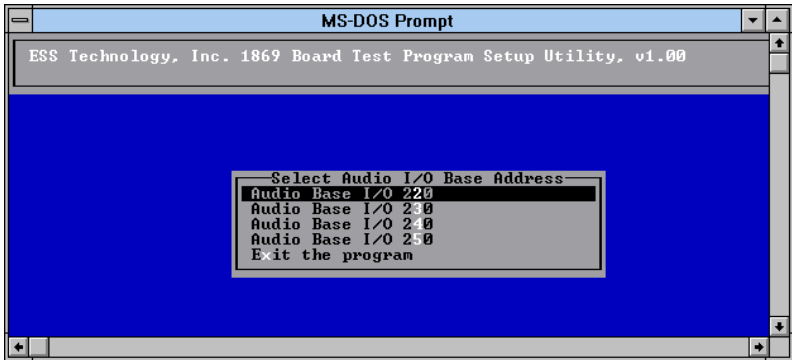 MS-DOS Prompt
ESS Technology, Inc. 1869 Board Test Program Setup Utility, v1.00
Select Audio I/O Base Address
Audio Base I/O 220
Audio Base I/O 230
Audio Base I/O 240
Audio Base I/O 250
Exit the program